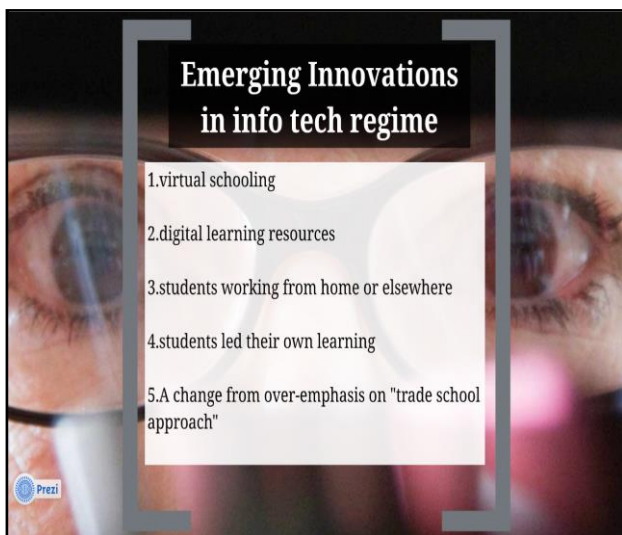 Emerging Innovations
in info tech regime
1.virtual schooling
2.digital learning resources
3.students working from home or elsewhere
4.students led their own learning
5.A change from over-emphasis on "trade school
approach"
Prezi